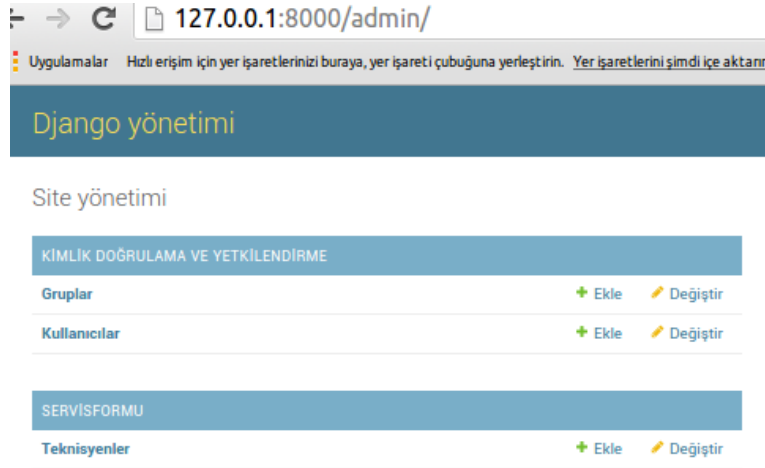 127.0.0.1:8000/admin/
Uygulamalar Hızlı erişim için yer işaretlerinizi buraya, yer işareti çubuğuna yerleştirin. Yer işaretlerini şimdi içe
Django yönetimi
Site yönetimi
KİMLİK DOĞRULAMA VE YETKİLENDİRME
Gruplar Ekle Değiştir
Kullanıcılar Ekle Değiştir
SERVİSFORMU
Teknisyenler Ekle Değiştir